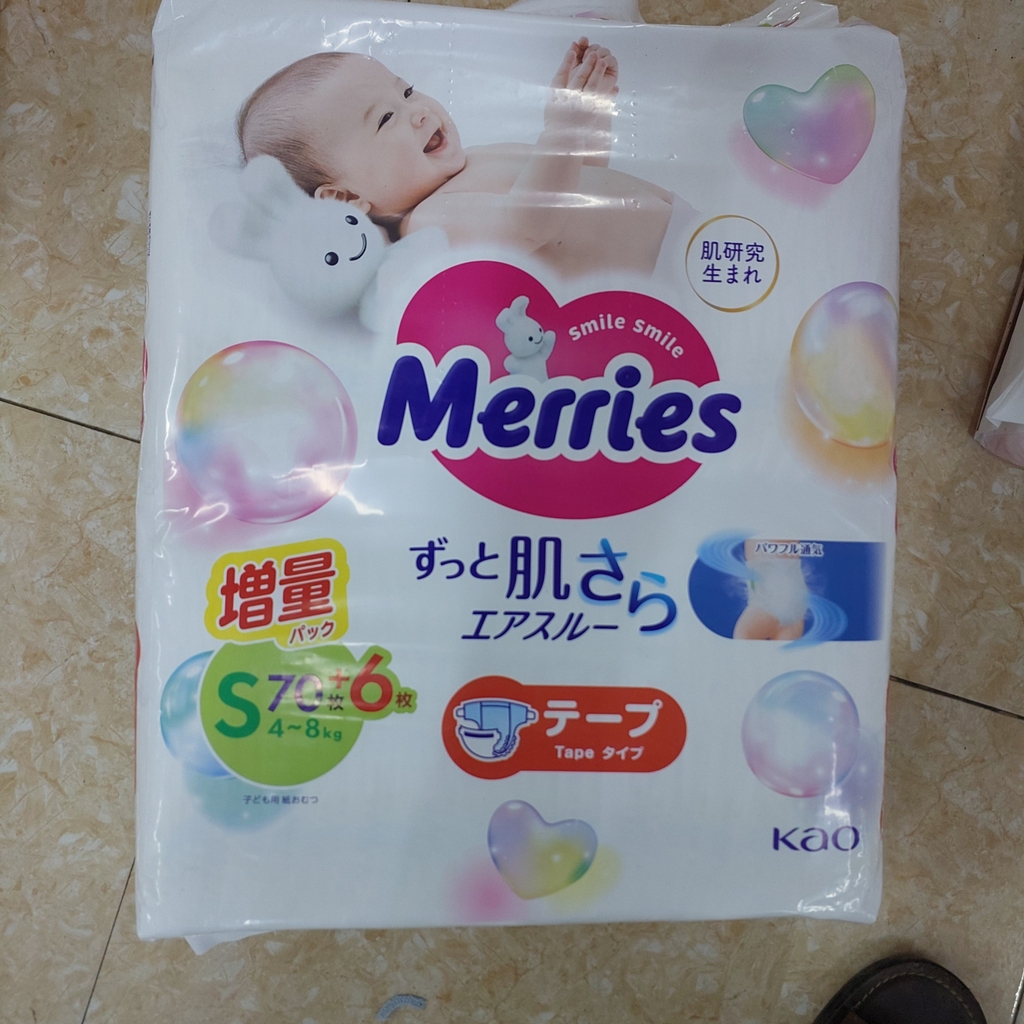 肌研究
生まれ
smile smile
Merries
ずっと肌さら
エアスルー
パワフル通気
増量
パック
S 70枚+6枚
4~8kg
子ども用紙おむつ
テープ
Tape タイプ
Kao